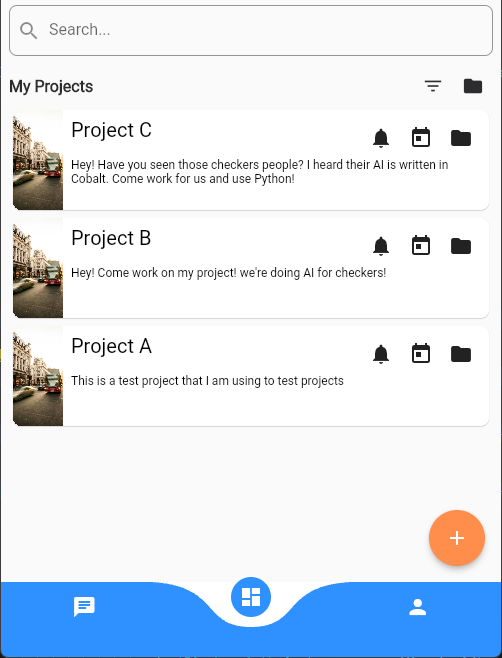 Search...
My Projects
Project C
Hey! Have you seen those checkers people? I heard their AI is written in
Cobalt. Come work for us and use Python!
Project B
Hey! Come work on my project! we're doing AI for checkers!
Project A
This is a test project that I am using to test projects